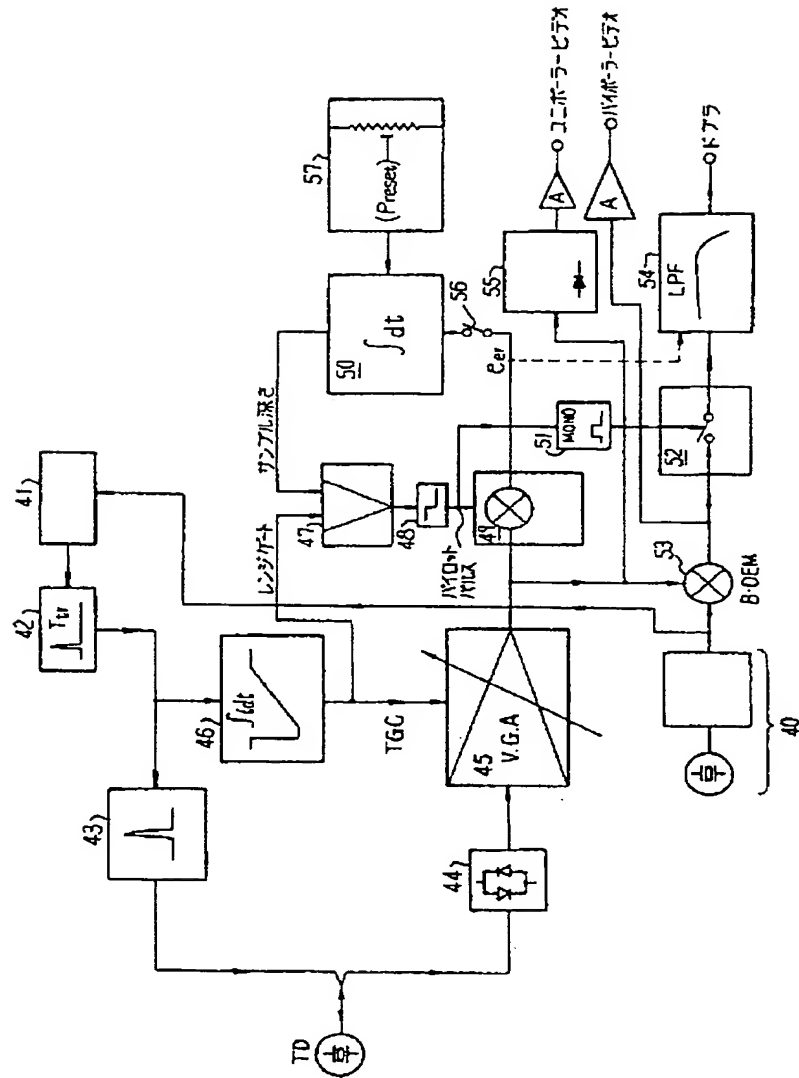 41
42
Ttr
43
46
∫dt
57
(Preset)
50
∫dt
56
eer
サンプル深さ
レンジゲート
47
48
49
パイロット
パルス
51
MONO
52
53
B・DEM
54
LPF
55
A
ユニポーラービデオ
A
バイポーラービデオ
ドプラ
TGC
45
V.G.A
44
40
TD